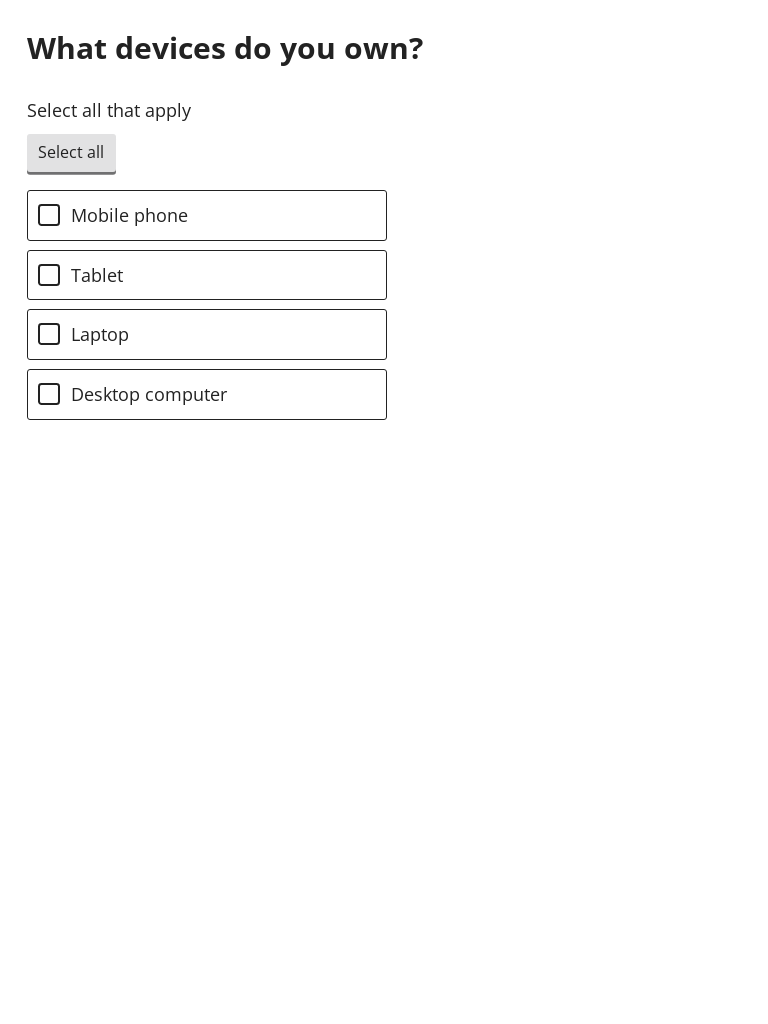 What devices do you own?
Select all that apply
Select all
Mobile phone
Tablet
Laptop
Desktop computer